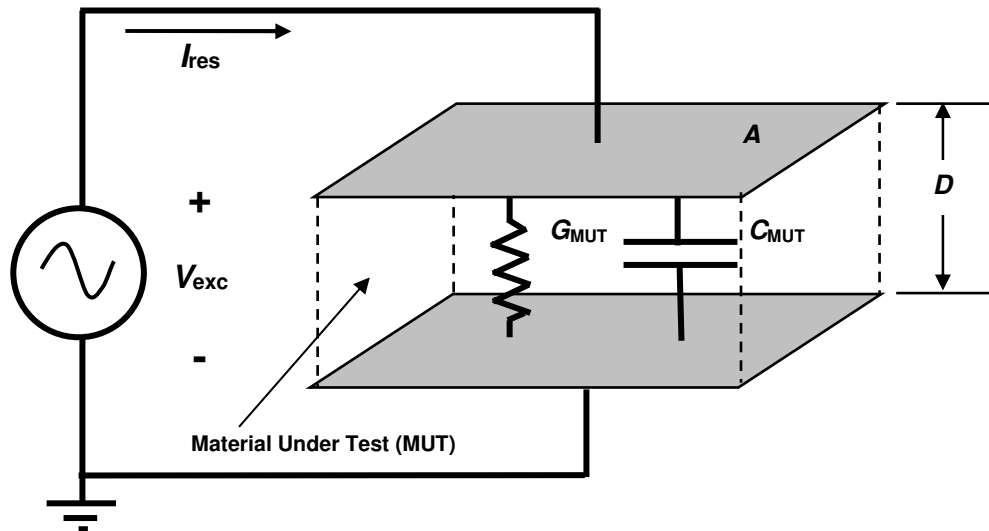 Ires
A
+
D
GMUT
CMUT
Vexc
-
Material Under Test (MUT)